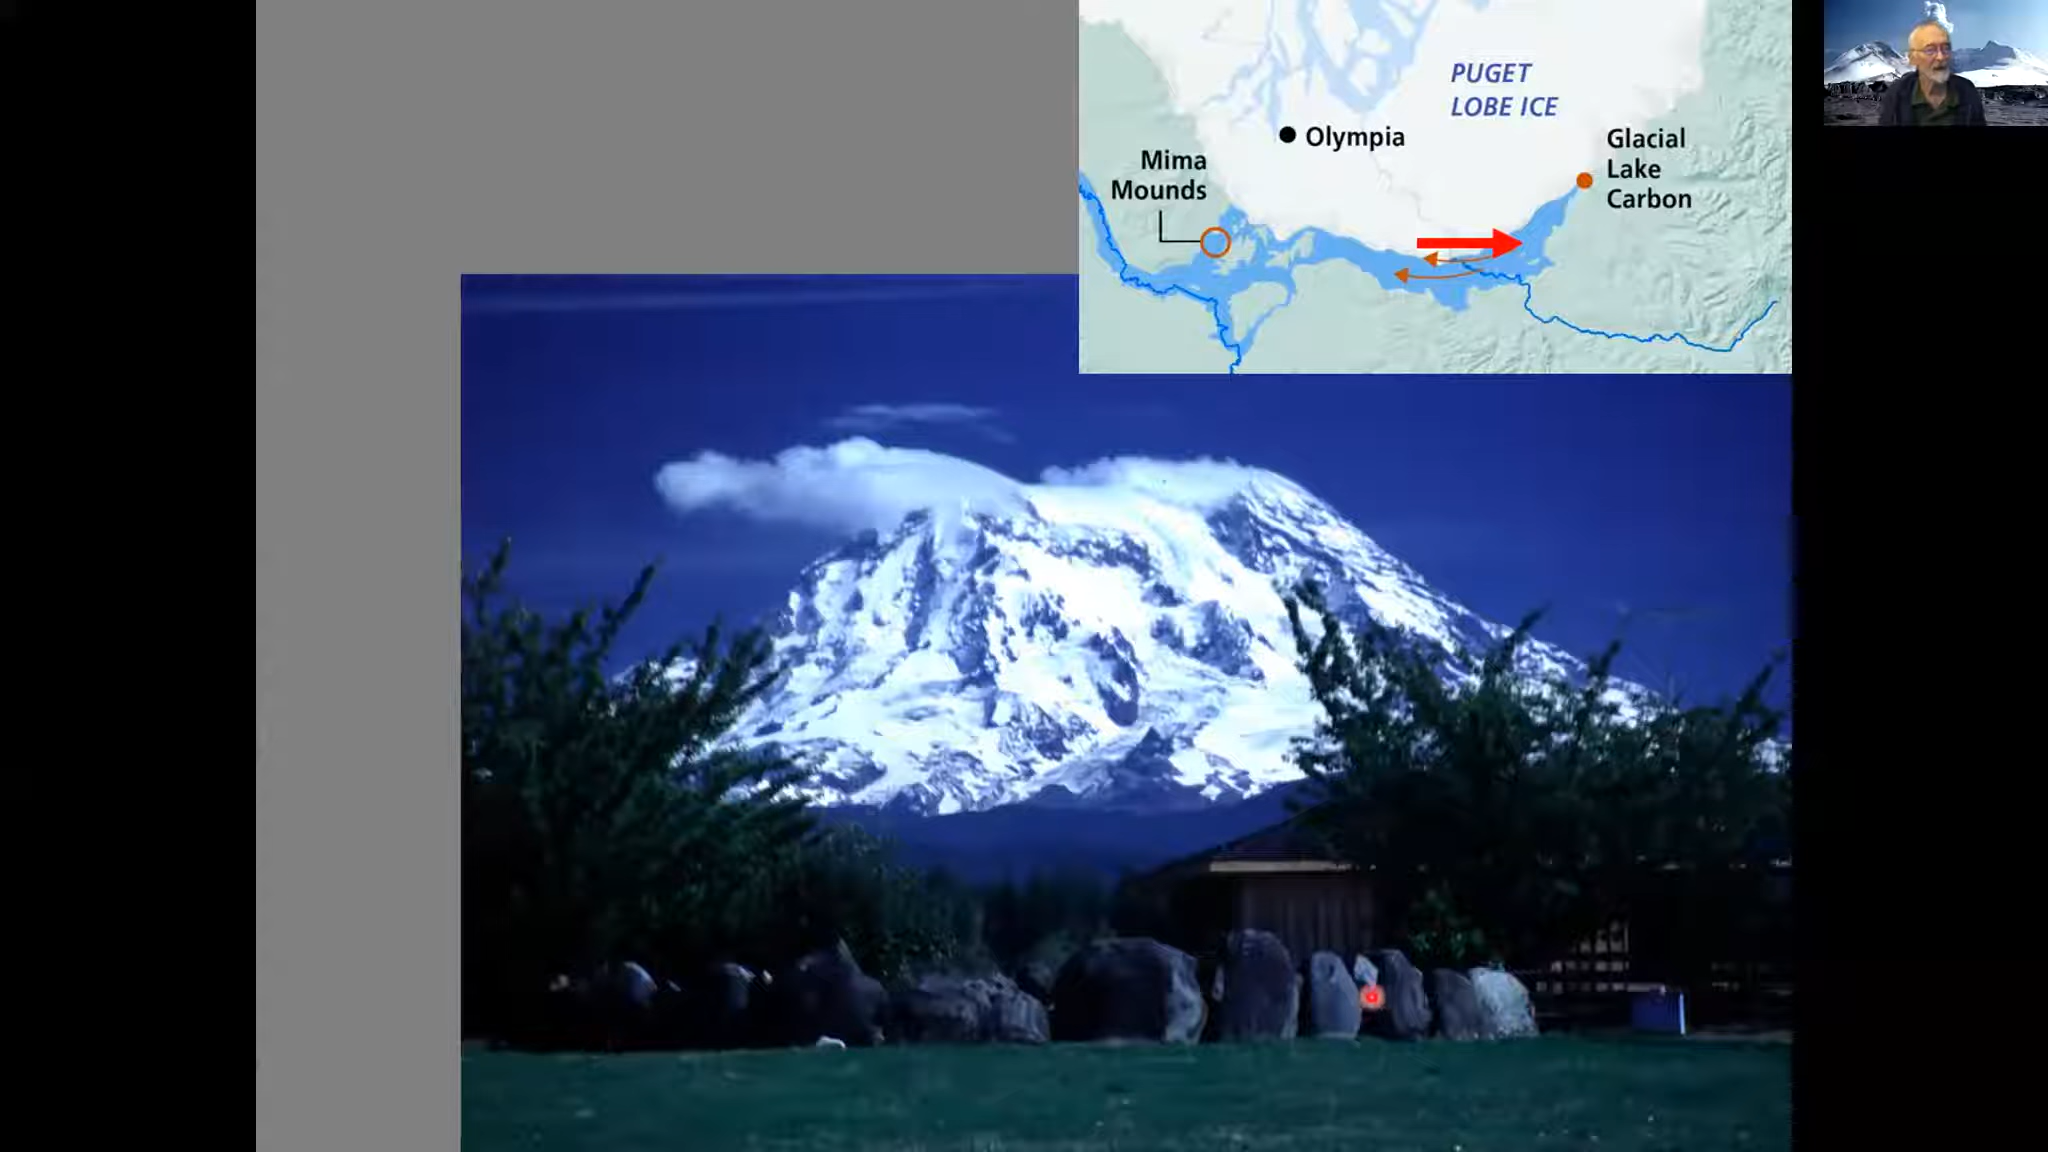 PUGET
LOBE ICE
Olympia
Glacial
Lake
Carbon
Mima
Mounds